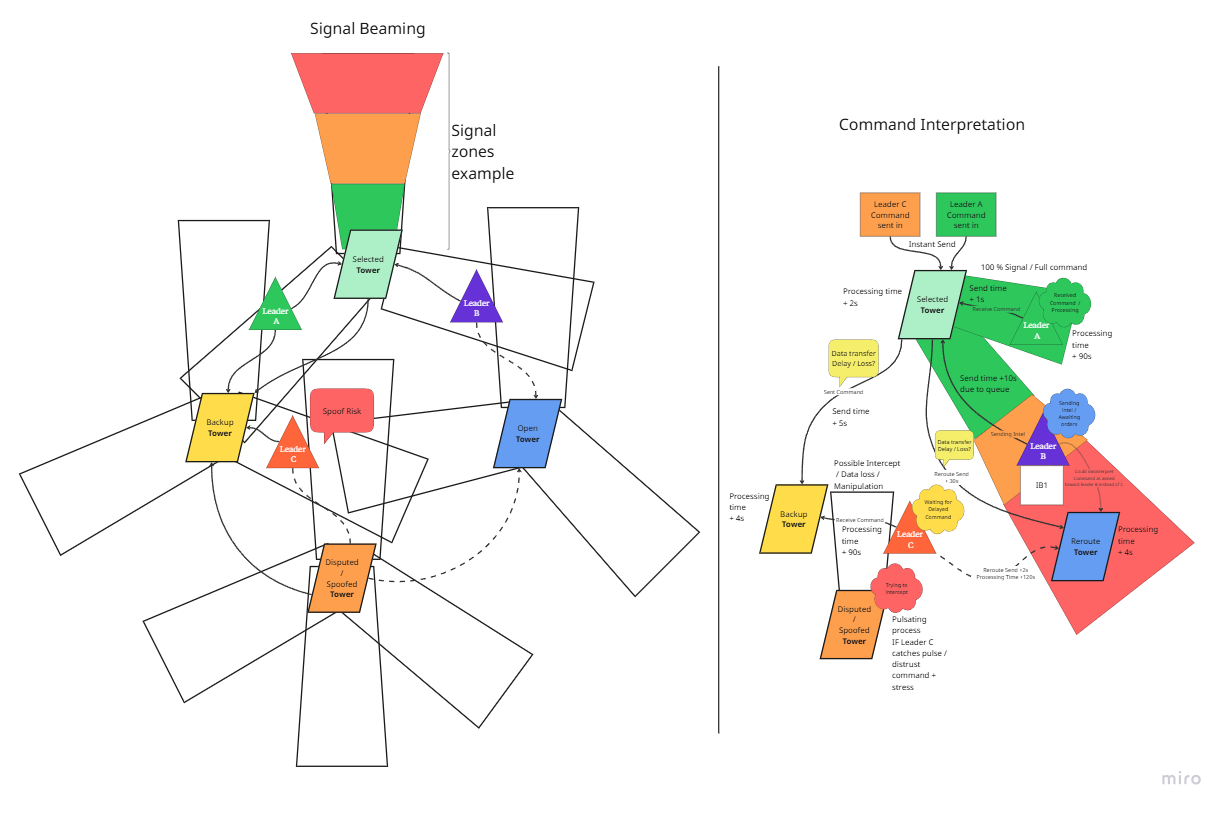 Signal Beaming
Signal
zones
example
Selected
Tower
Leader
A
Leader
B
Backup
Tower
Spoof Risk
Leader
C
Open
Tower
Disputed
/
Spoofed
Tower
Command Interpretation
Leader C
Command
sent in
Leader A
Command
sent in
Instant Send
100 % Signal / Full command
Processing time
+ 2s
Selected
Tower
Send time
+ 1s
Receive Command
Received
Command /
Processing
Leader
A
Processing
time
+ 90s
Data transfer
Delay / Loss?
Sent Command
Send time
+ 5s
Send time +10s
due to queue
Sending
Intel /
Awaiting
orders
Sending Intel
Leader
B
Data transfer
Delay / Loss?
Reroute Send
+ 30s
Could misinterpret
Command as aimed
toward leader B instead of C
IB1
Possible Intercept
/ Data loss /
Manipulation
Processing
time
+ 4s
Backup
Tower
Receive Command
Processing
time
+ 90s
Waiting for
Delayed
Command
Leader
C
Reroute
Tower
Processing
time
+ 4s
Reroute Send +2s
Processing Time +120s
Trying to
Intercept
Disputed
/
Spoofed
Tower
Pulsating
process
IF Leader C
catches pulse /
distrust
command +
stress
miro